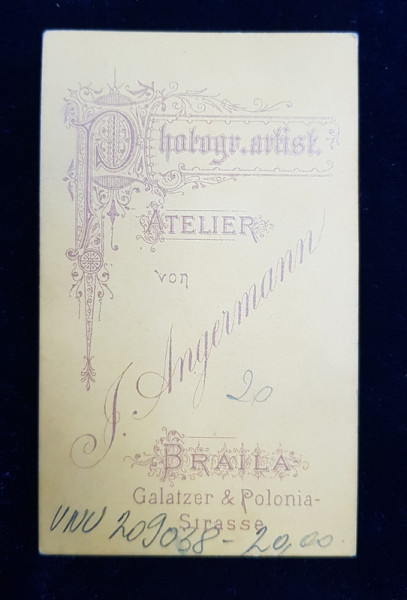 Photogr. artist.
ATELIER
von
J. Angermann
20
BRAILA
Galatzer & Polonia-
Strasse
VNU 209038-20,00.